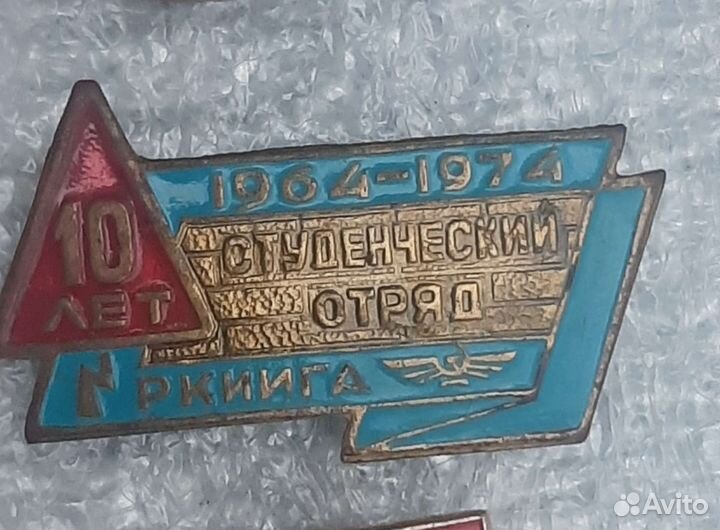 1964-1974
10
ЛЕТ
СТУДЕНЧЕСКИЙ
ОТРЯД
РКИИГА
Avito